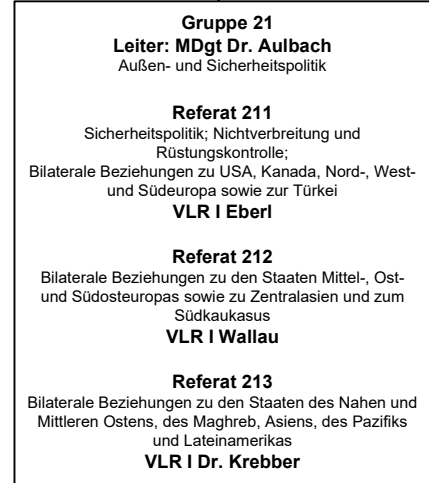 Gruppe 21
Leiter: MDgt Dr. Aulbach
Außen- und Sicherheitspolitik
Referat 211
Sicherheitspolitik; Nichtverbreitung und
Rüstungskontrolle;
Bilaterale Beziehungen zu USA, Kanada, Nord-, West-
und Südeuropa sowie zur Türkei
VLR I Eberl
Referat 212
Bilaterale Beziehungen zu den Staaten Mittel-, Ost-
und Südosteuropas sowie zu Zentralasien und zum
Südkaukasus
VLR I Wallau
Referat 213
Bilaterale Beziehungen zu den Staaten des Nahen und
Mittleren Ostens, des Maghreb, Asiens, des Pazifiks
und Lateinamerikas
VLR I Dr. Krebber